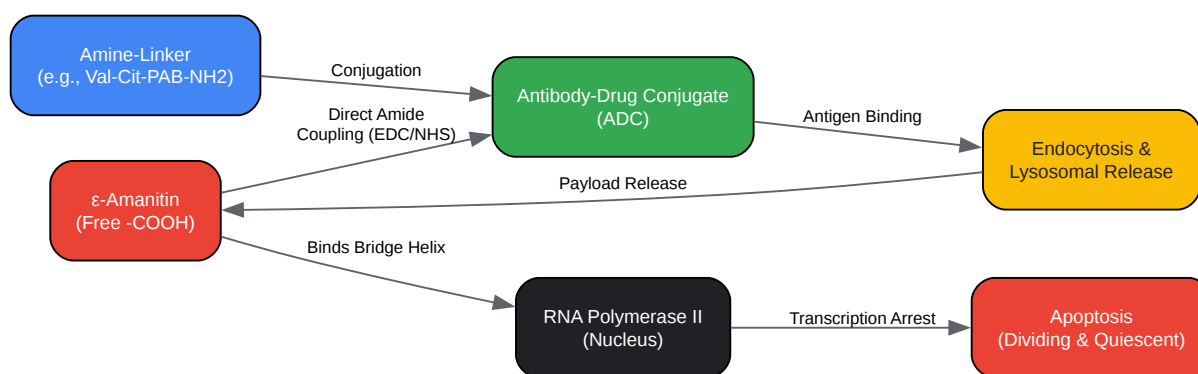 Amine-Linker
(e.g., Val-Cit-PAB-NH2)
Conjugation
Direct Amide
Coupling (EDC/NHS)
Antibody-Drug Conjugate
(ADC)
Antigen Binding
Endocytosis &
Lysosomal Release
ε-Amanitin
(Free -COOH)
Payload Release
Binds Bridge Helix
RNA Polymerase II
(Nucleus)
Transcription Arrest
Apoptosis
(Dividing & Quiescent)